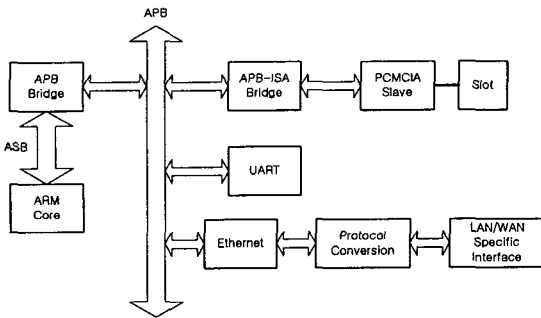 APB
APB
Bridge
APB-ISA
Bridge
PCMCIA
Slave
Slot
ASB
ARM
Core
UART
Ethernet
Protocol
Conversion
LAN/WAN
Specific
Interface